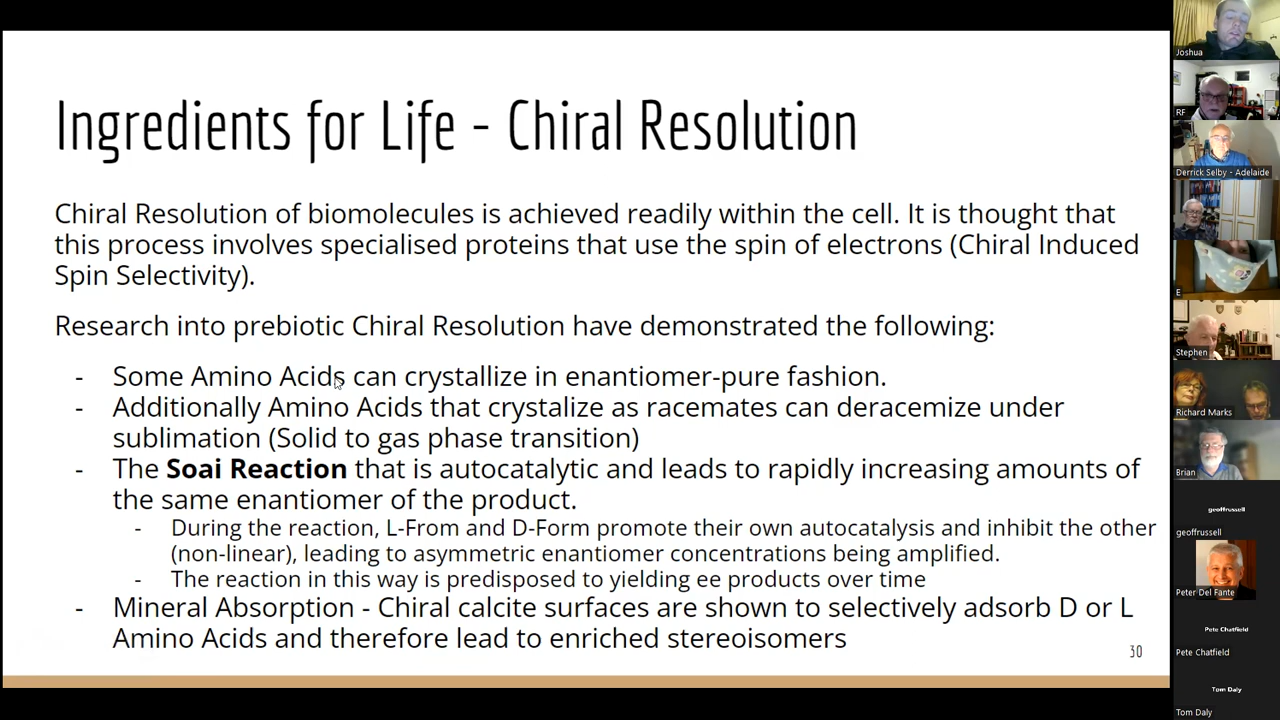 Ingredients for Life - Chiral Resolution
Chiral Resolution of biomolecules is achieved readily within the cell. It is thought that
this process involves specialised proteins that use the spin of electrons (Chiral Induced
Spin Selectivity).
Research into prebiotic Chiral Resolution have demonstrated the following:
- Some Amino Acids can crystallize in enantiomer-pure fashion.
- Additionally Amino Acids that crystalize as racemates can deracemize under
sublimation (Solid to gas phase transition)
- The Soai Reaction that is autocatalytic and leads to rapidly increasing amounts of
the same enantiomer of the product.
- During the reaction, L-From and D-Form promote their own autocatalysis and inhibit the other
(non-linear), leading to asymmetric enantiomer concentrations being amplified.
- The reaction in this way is predisposed to yielding ee products over time
- Mineral Absorption - Chiral calcite surfaces are shown to selectively adsorb D or L
Amino Acids and therefore lead to enriched stereoisomers
30
Joshua
RF
Derrick Selby - Adelaide
E
Stephen
Richard Marks
Brian
geoffrussell
geoffrussell
Peter Del Fante
Pete Chatfield
Pete Chatfield
Tom Daly
Tom Daly